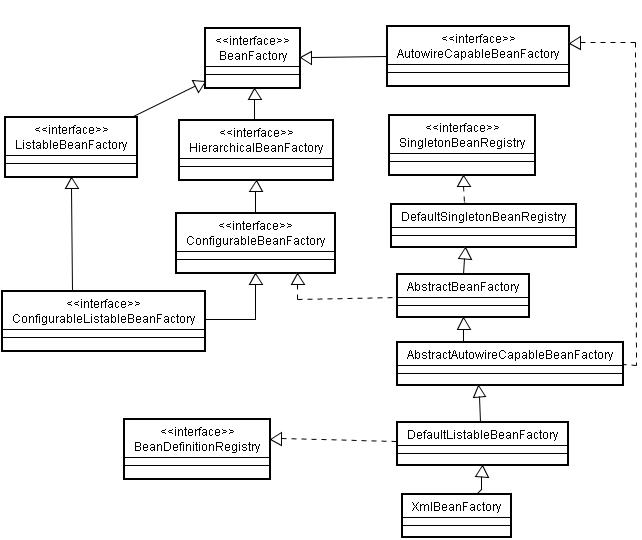 <<interface>>
BeanFactory
<<interface>>
AutowireCapableBeanFactory
<<interface>>
ListableBeanFactory
<<interface>>
HierarchicalBeanFactory
<<interface>>
SingletonBeanRegistry
<<interface>>
ConfigurableBeanFactory
DefaultSingletonBeanRegistry
<<interface>>
ConfigurableListableBeanFactory
AbstractBeanFactory
AbstractAutowireCapableBeanFactory
<<interface>>
BeanDefinitionRegistry
DefaultListableBeanFactory
XmlBeanFactory